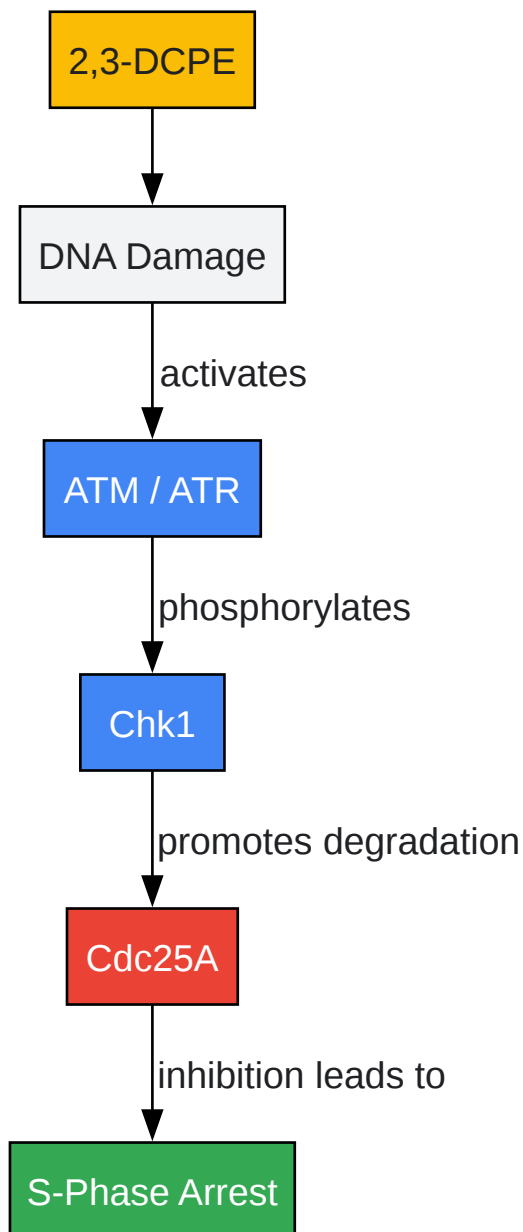 2,3-DCPE
DNA Damage
activates
ATM / ATR
phosphorylates
Chk1
promotes degradation
Cdc25A
inhibition leads to
S-Phase Arrest